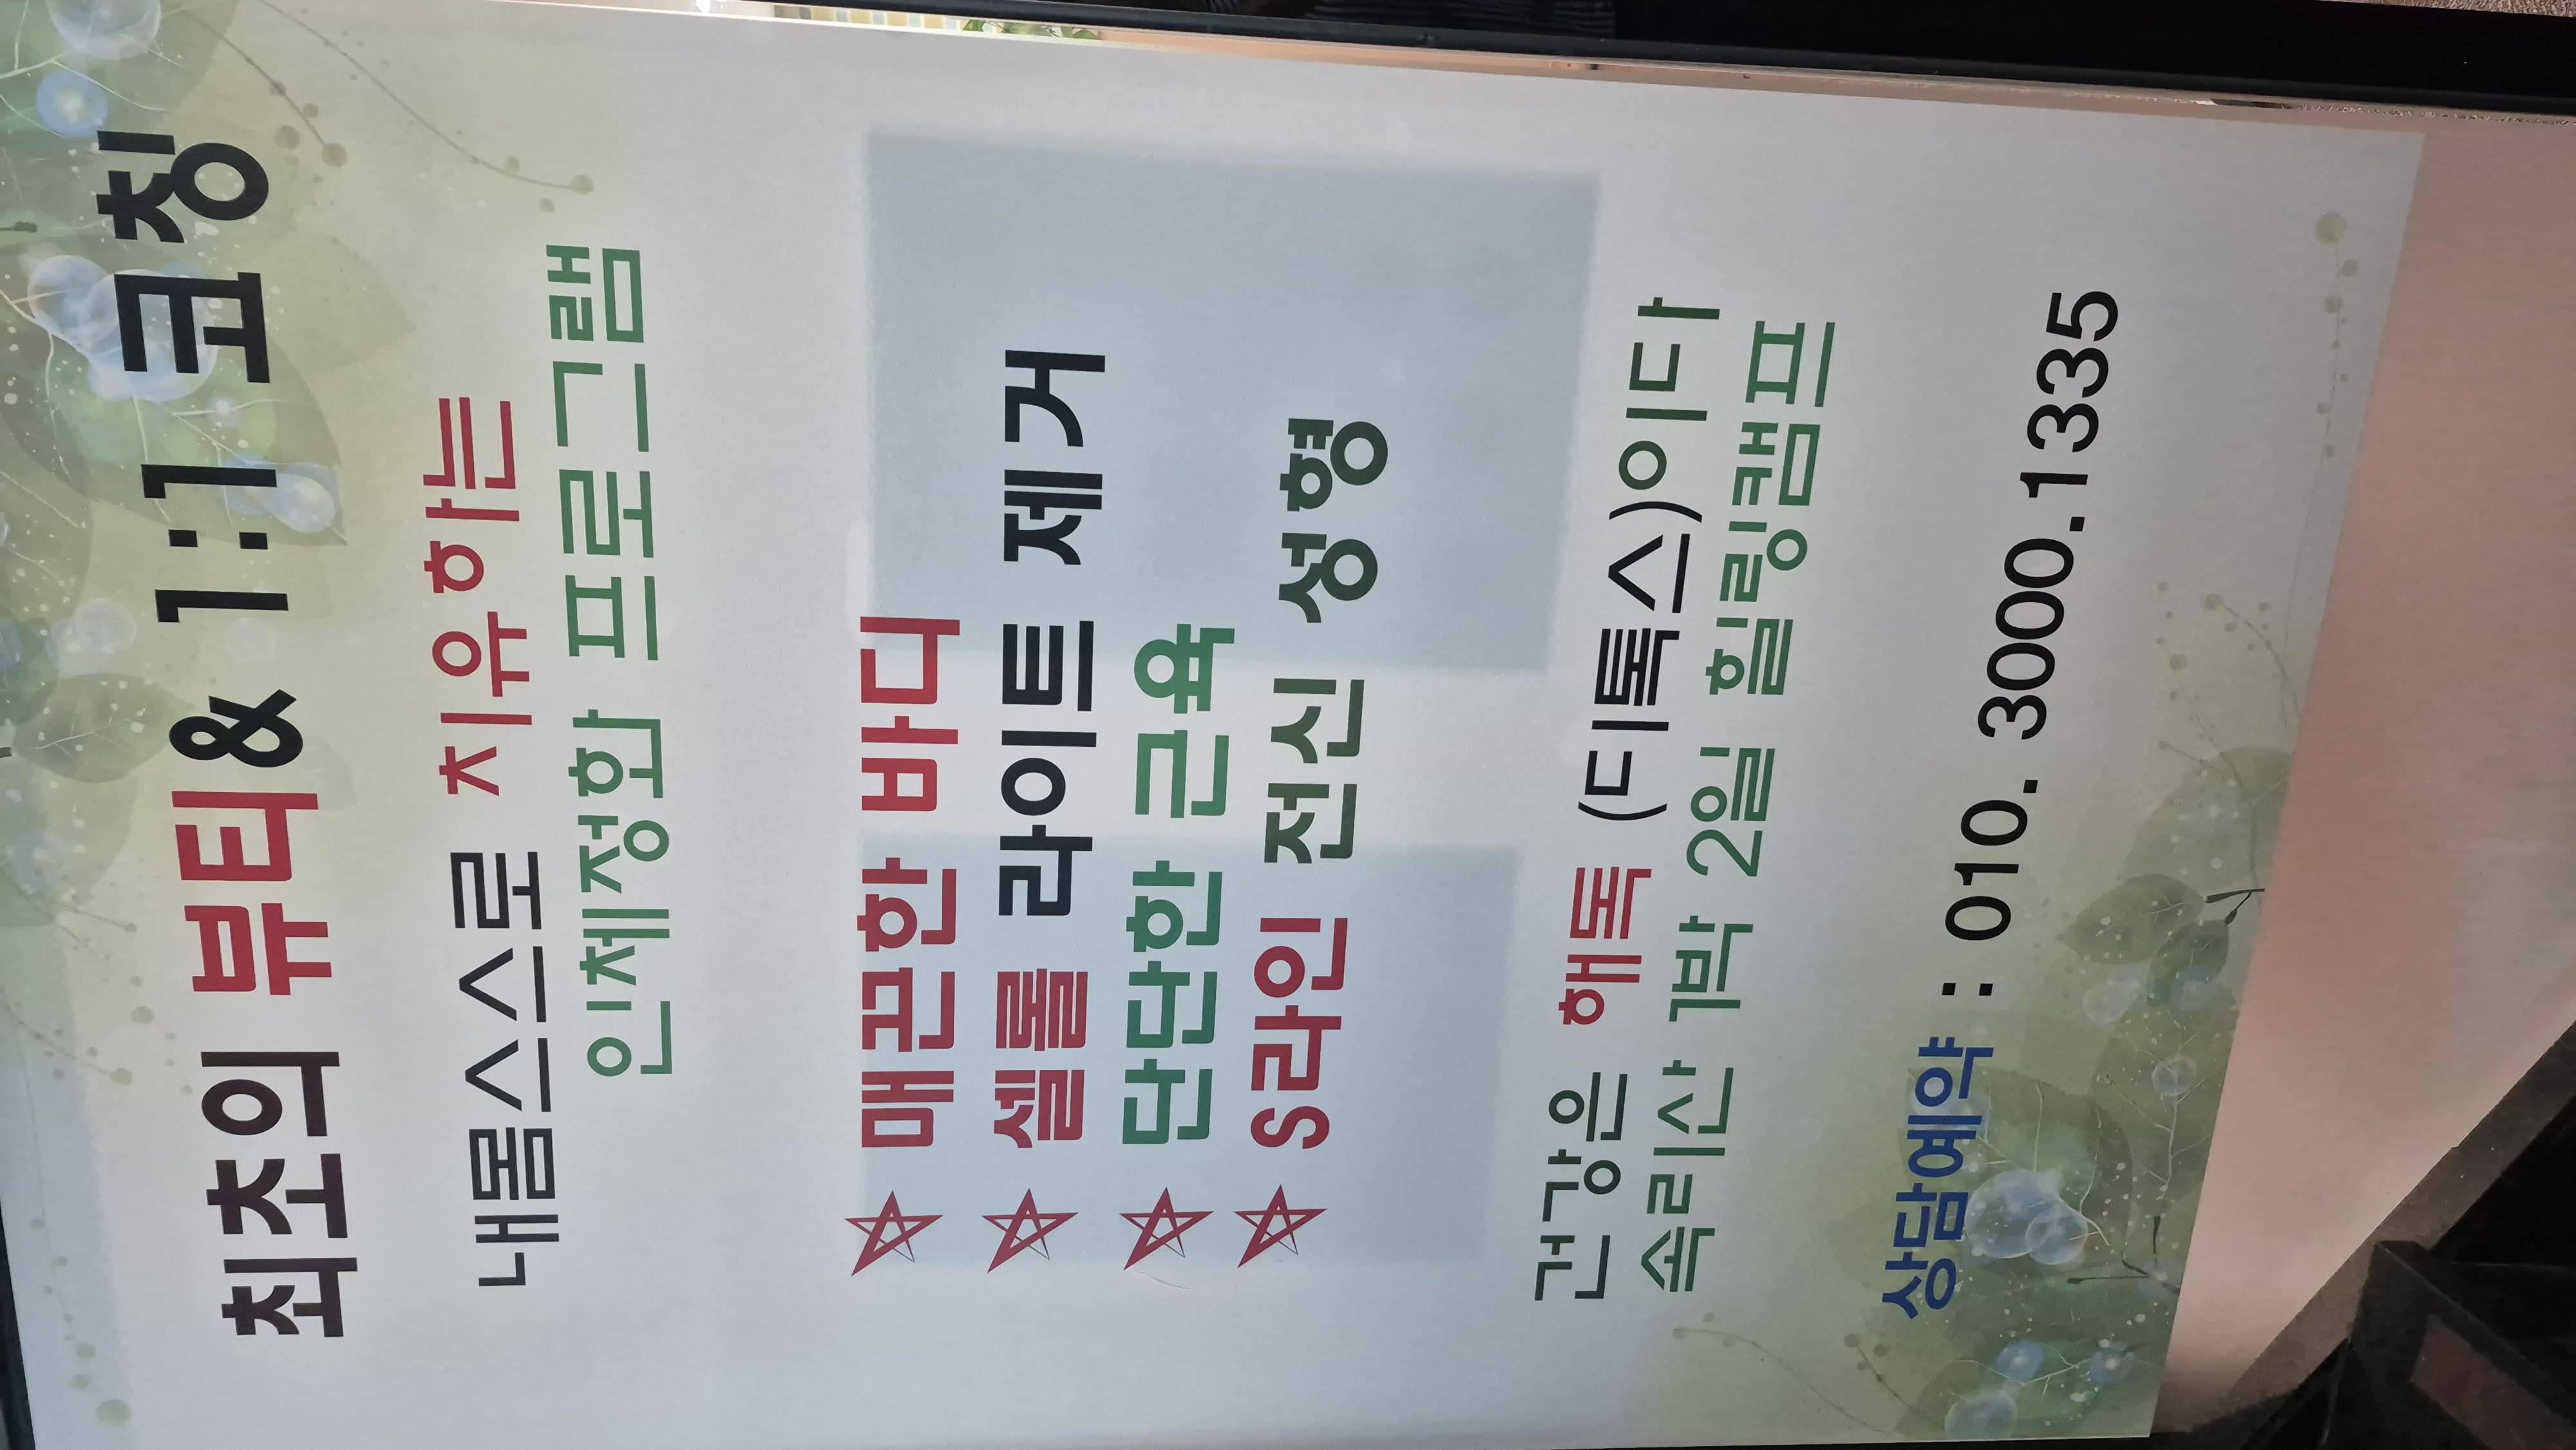 최초의 뷰티& 1:1 코칭
내몸스스로 치유하는
인체정한 프로그램
☆ 매끈한 바디
☆ 셀룰 라이트 제거
☆ 단단한 근육
☆ S라인 전신 성형
건강은 해독 (디톡스)이다
속리산 1박 2일 힐링캠프
상담예약 : 010. 3000.1335